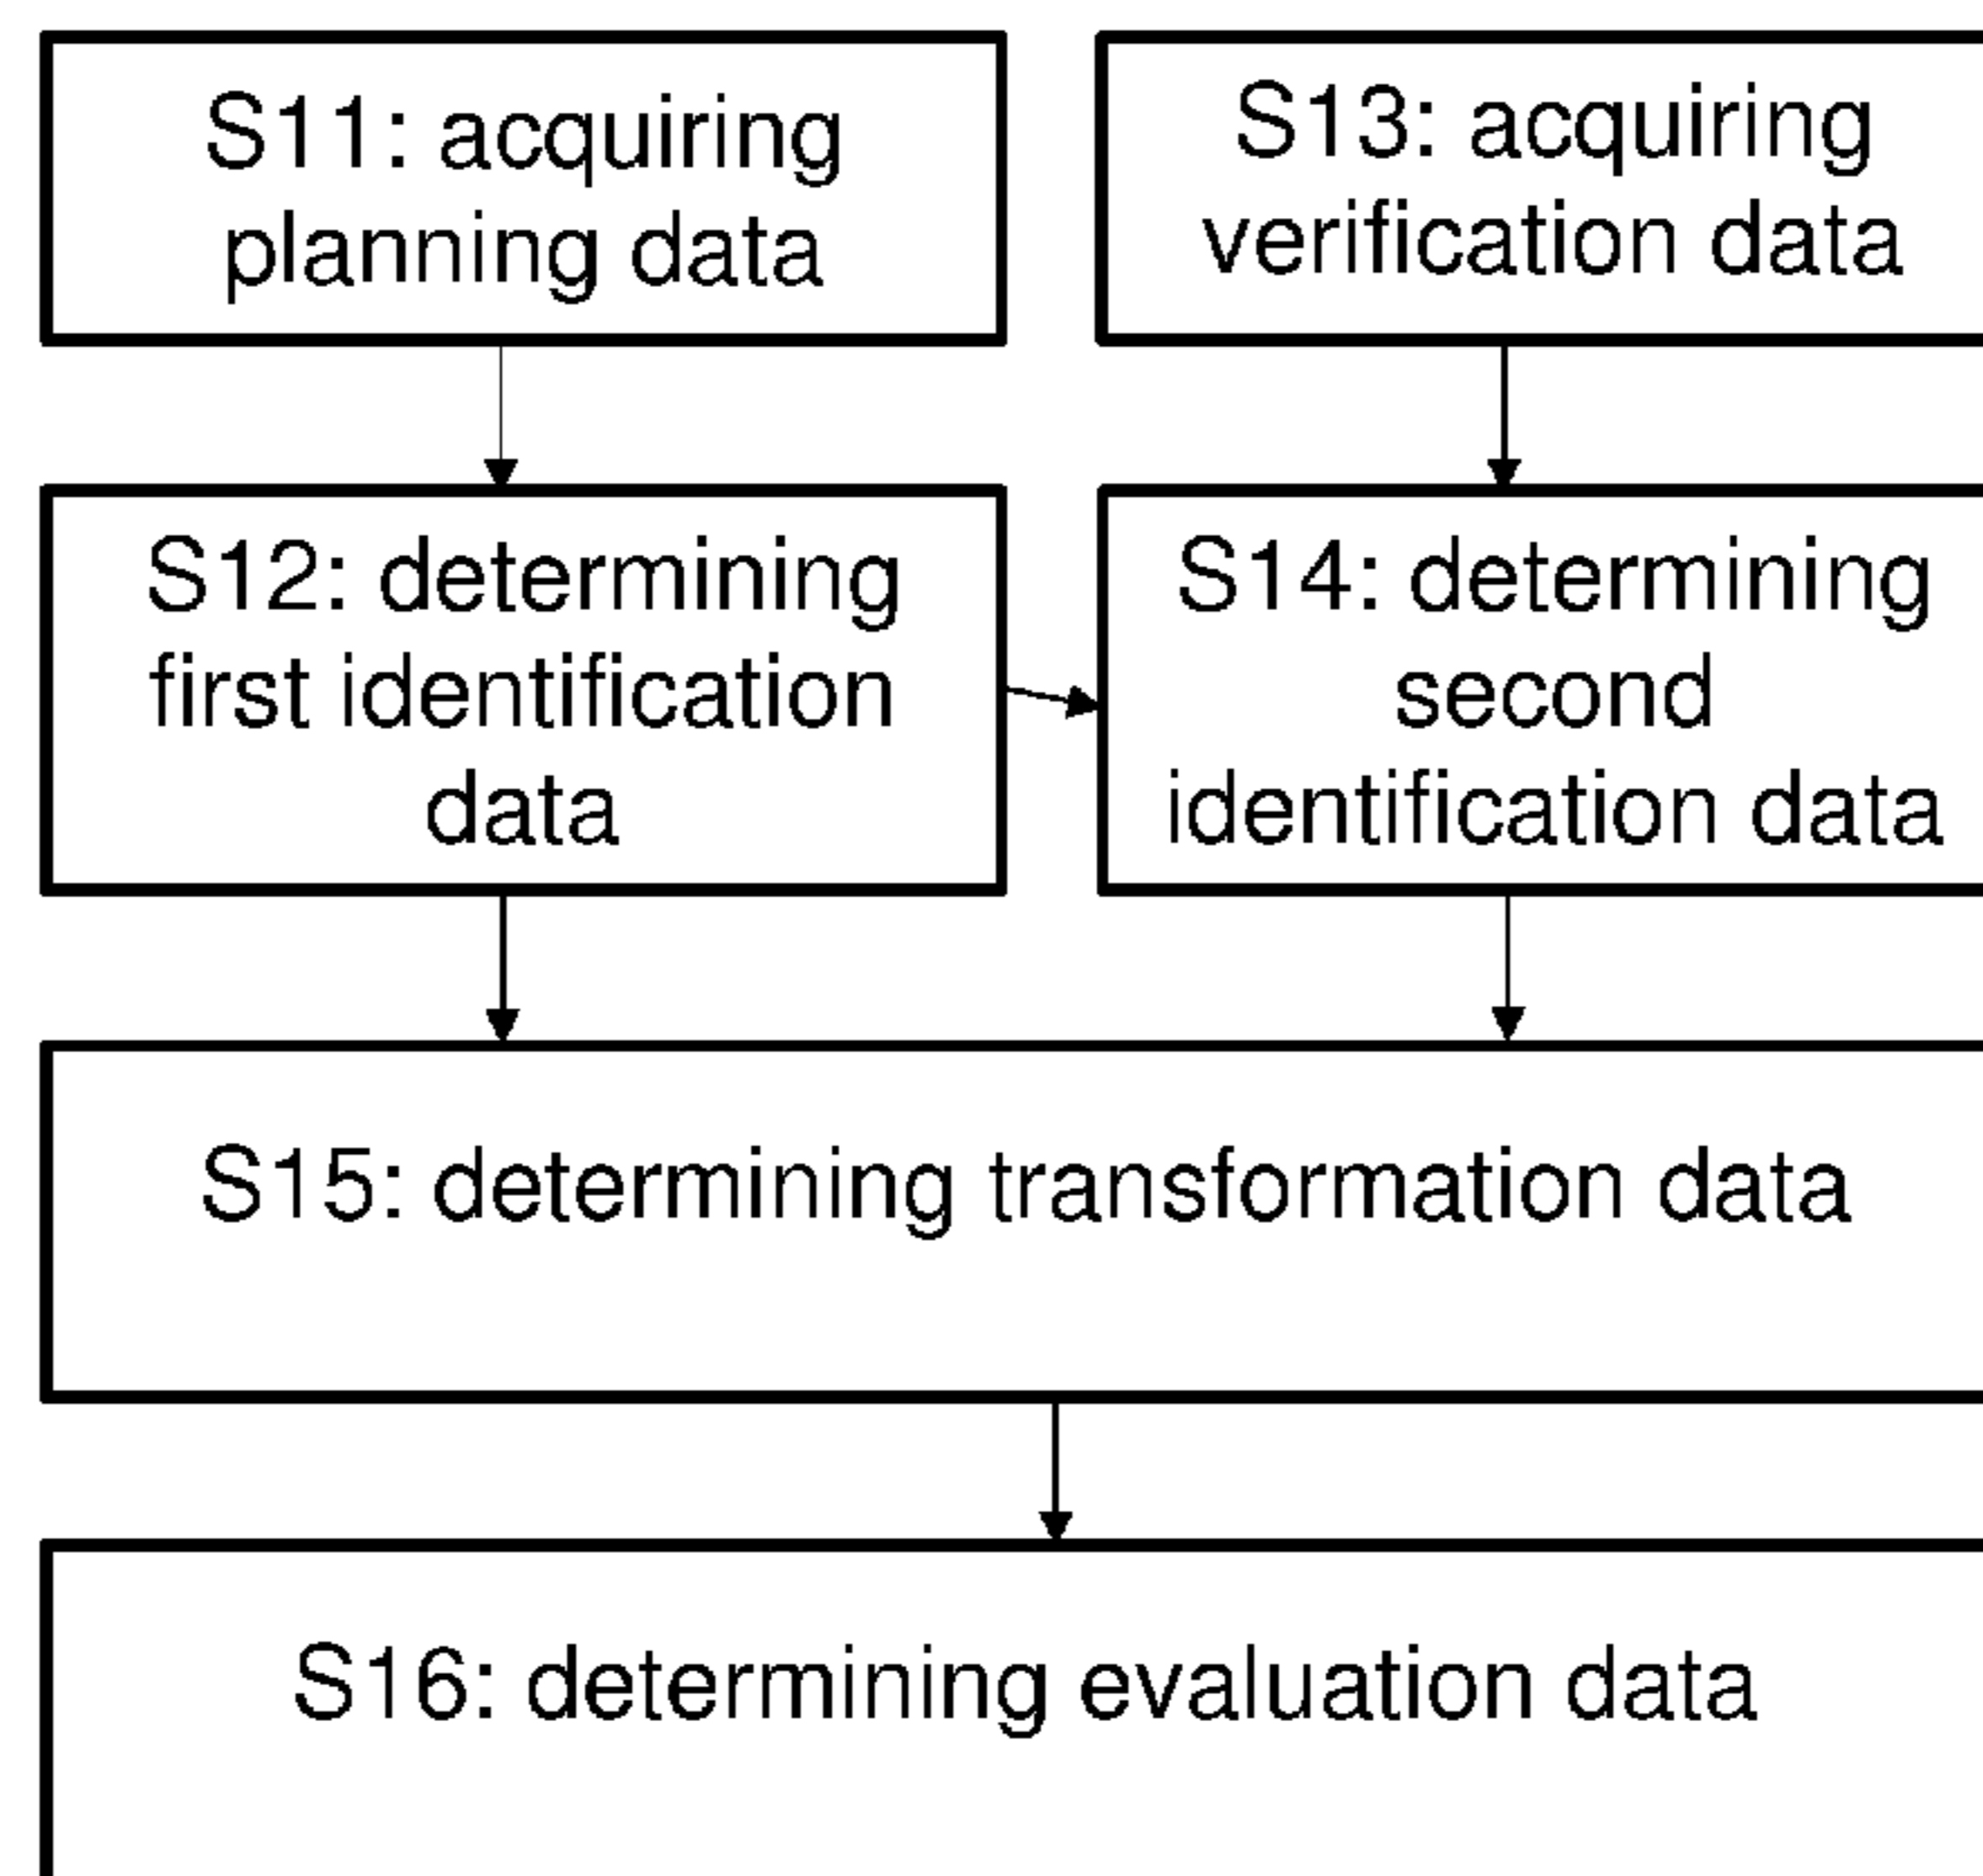 S11: acquiring
planning data
S13: acquiring
verification data
S12: determining
first identification
data
S14: determining
second
identification data
S15: determining transformation data
S16: determining evaluation data